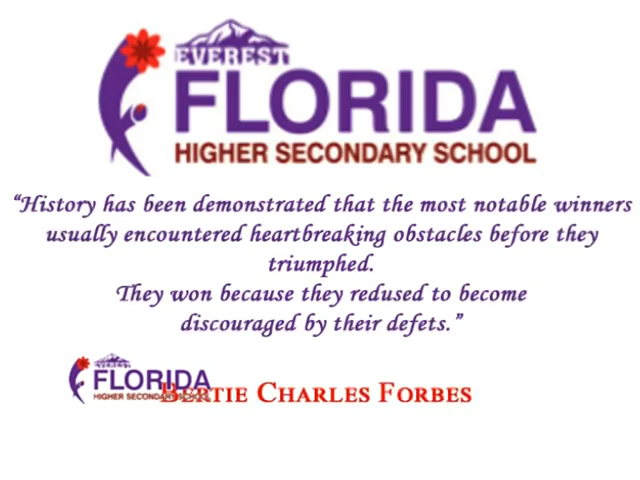 EVEREST
FLORIDA
HIGHER SECONDARY SCHOOL
“History has been demonstrated that the most notable winners
usually encountered heartbreaking obstacles before they
triumphed.
They won because they redused to become
discouraged by their defets.”
EVEREST
FLORIDA
HIGHER SECONDARY SCHOOL
BERTIE CHARLES FORBES